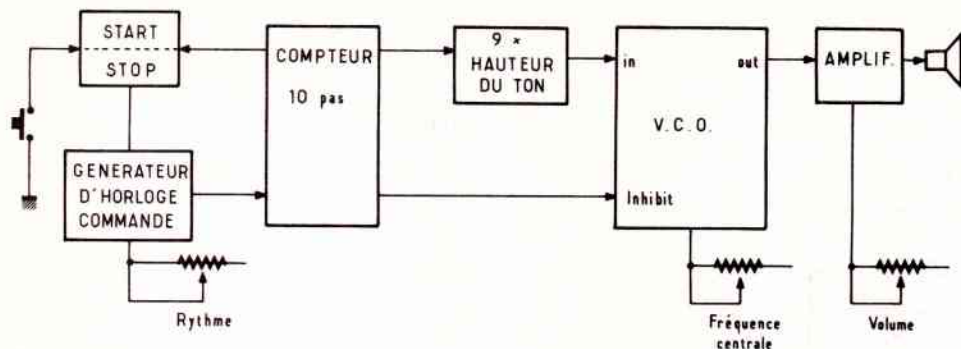 START
STOP
GÉNERATEUR
D'HORLOGE
COMMANDE
Rythme
COMPTEUR
10 pas
9 x
HAUTEUR
DU TON
in
out
V.C.O.
Inhibit
Fréquence
centrale
AMPLIF.
Volume